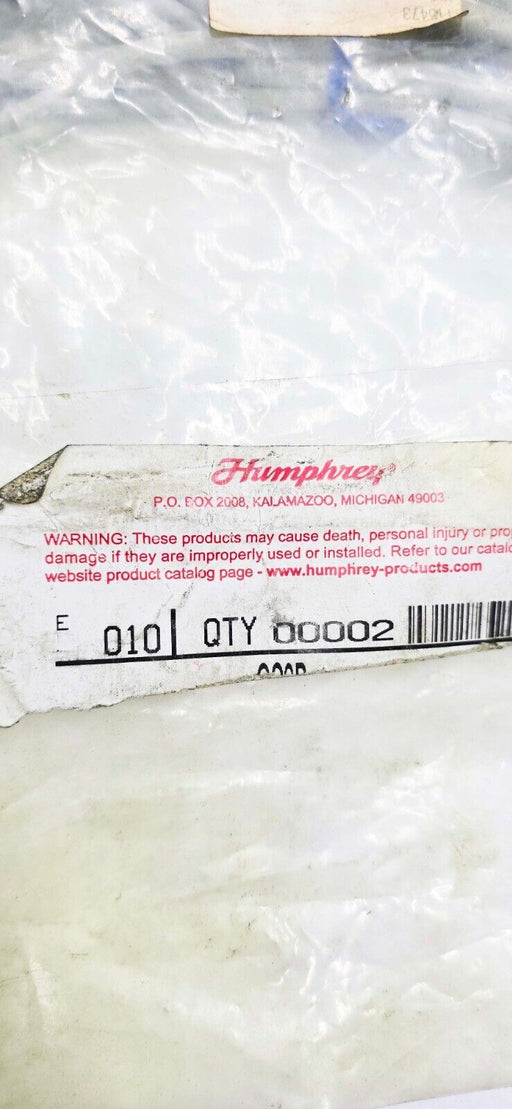 Humphrey®
P.O. BOX 2008, KALAMAZOO, MICHIGAN 49003
WARNING: These products may cause death, personal injury or
damage if they are improperly used or installed. Refer to our
website product catalog page - www.humphrey-products.com
E
010 QTY 00002